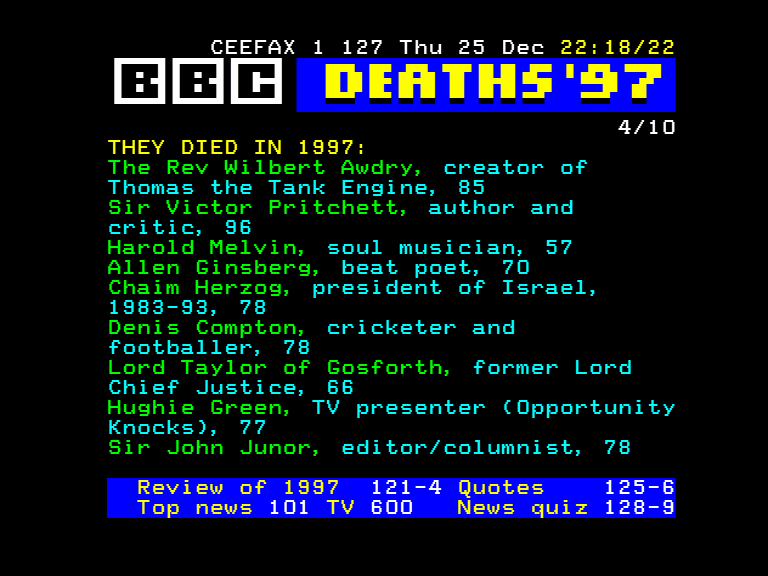 CEEFAX 1 127 Thu 25 Dec 22:18/22
BBC DEATHS'97
4/10
THEY DIED IN 1997:
The Rev Wilbert Awdry, creator of
Thomas the Tank Engine, 85
Sir Victor Pritchett, author and
critic, 96
Harold Melvin, soul musician, 57
Allen Ginsberg, beat poet, 70
Chaim Herzog, president of Israel,
1983-93, 78
Denis Compton, cricketer and
footballer, 78
Lord Taylor of Gosforth, former Lord
Chief Justice, 66
Hughie Green, TV presenter (Opportunity
Knocks), 77
Sir John Junor, editor/columnist, 78
Review of 1997 121-4 Quotes 125-6
Top news 101 TV 600 News quiz 128-9